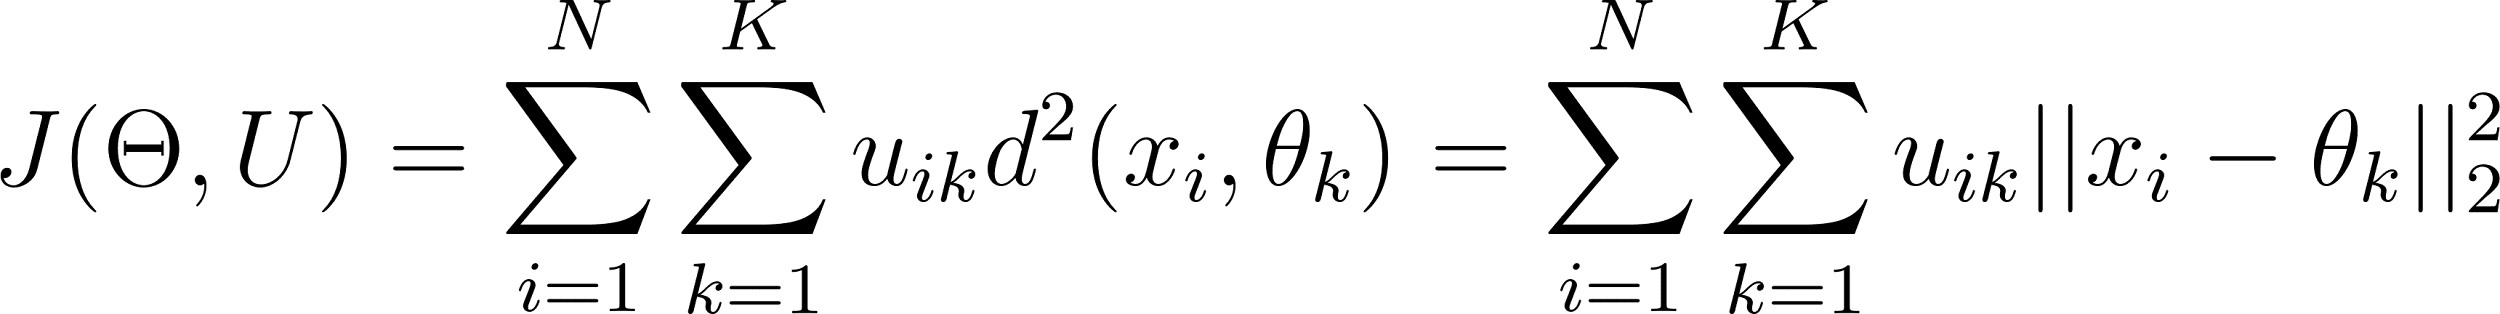 J(Θ, U) = \sum_{i=1}^{N} \sum_{k=1}^{K} u_{ik} d^2(x_i, θ_k) = \sum_{i=1}^{N} \sum_{k=1}^{K} u_{ik} ||x_i − θ_k||_2^2